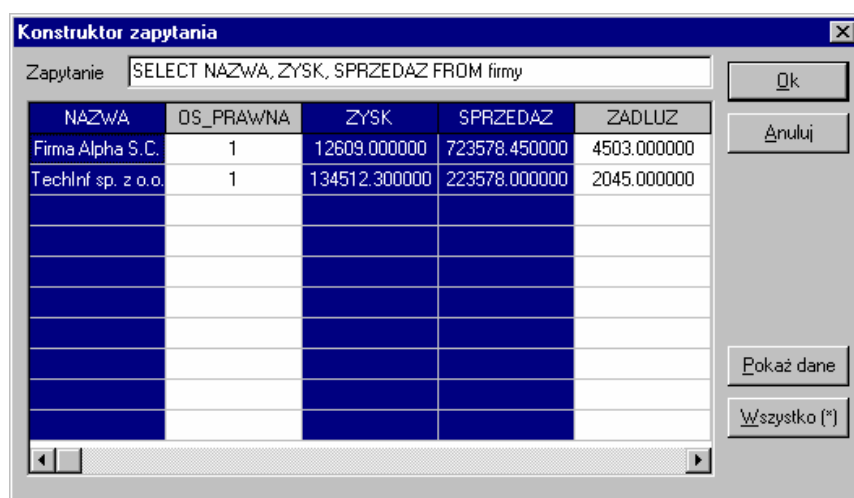 Konstruktor zapytania
Zapytanie SELECT NAZWA, ZYSK, SPRZEDAZ FROM firmy
Ok
NAZWA OS_PRAWNA ZYSK SPRZEDAZ ZADLUZ
Anuluj
Firma Alpha S.C. 1 12609.000000 723578.450000 4503.000000
TechInf sp. z o.o. 1 134512.300000 223578.000000 2045.000000
Pokaż dane
Wszystko (*)